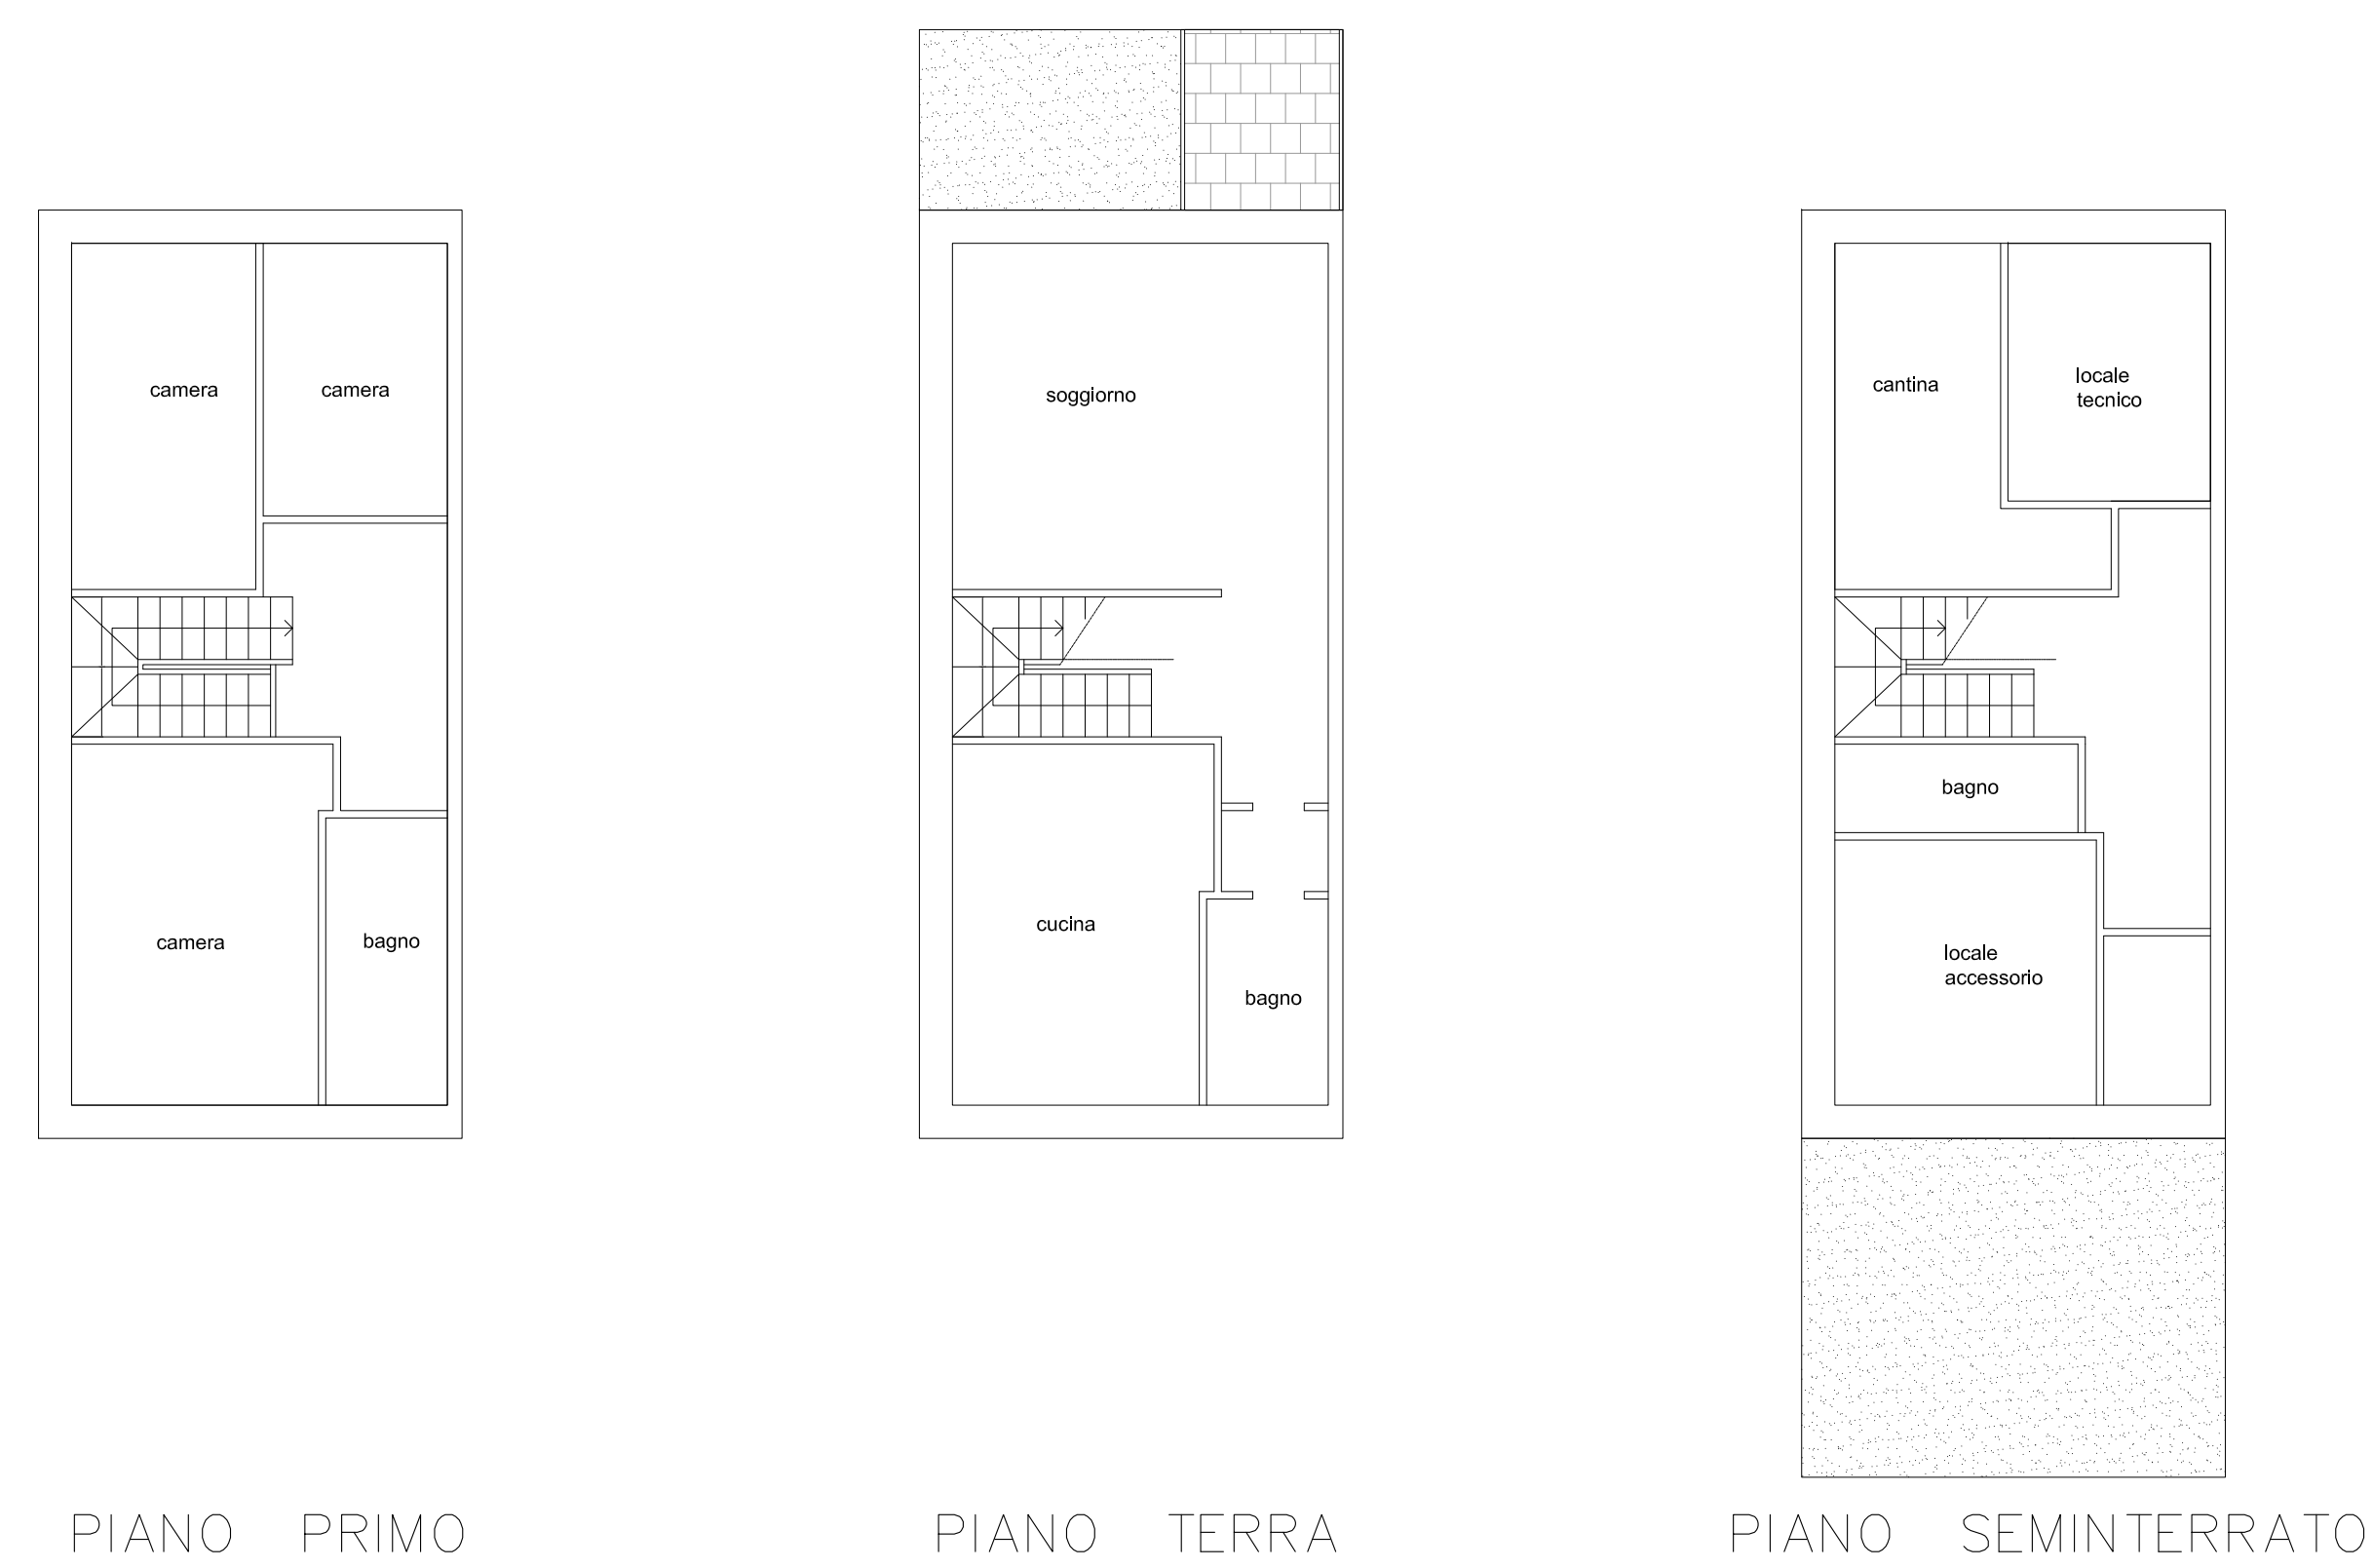 camera
camera
camera
bagno
PIANO PRIMO
soggiorno
cucina
bagno
PIANO TERRA
cantina
locale
tecnico
bagno
locale
accessorio
PIANO SEMINTERRATO